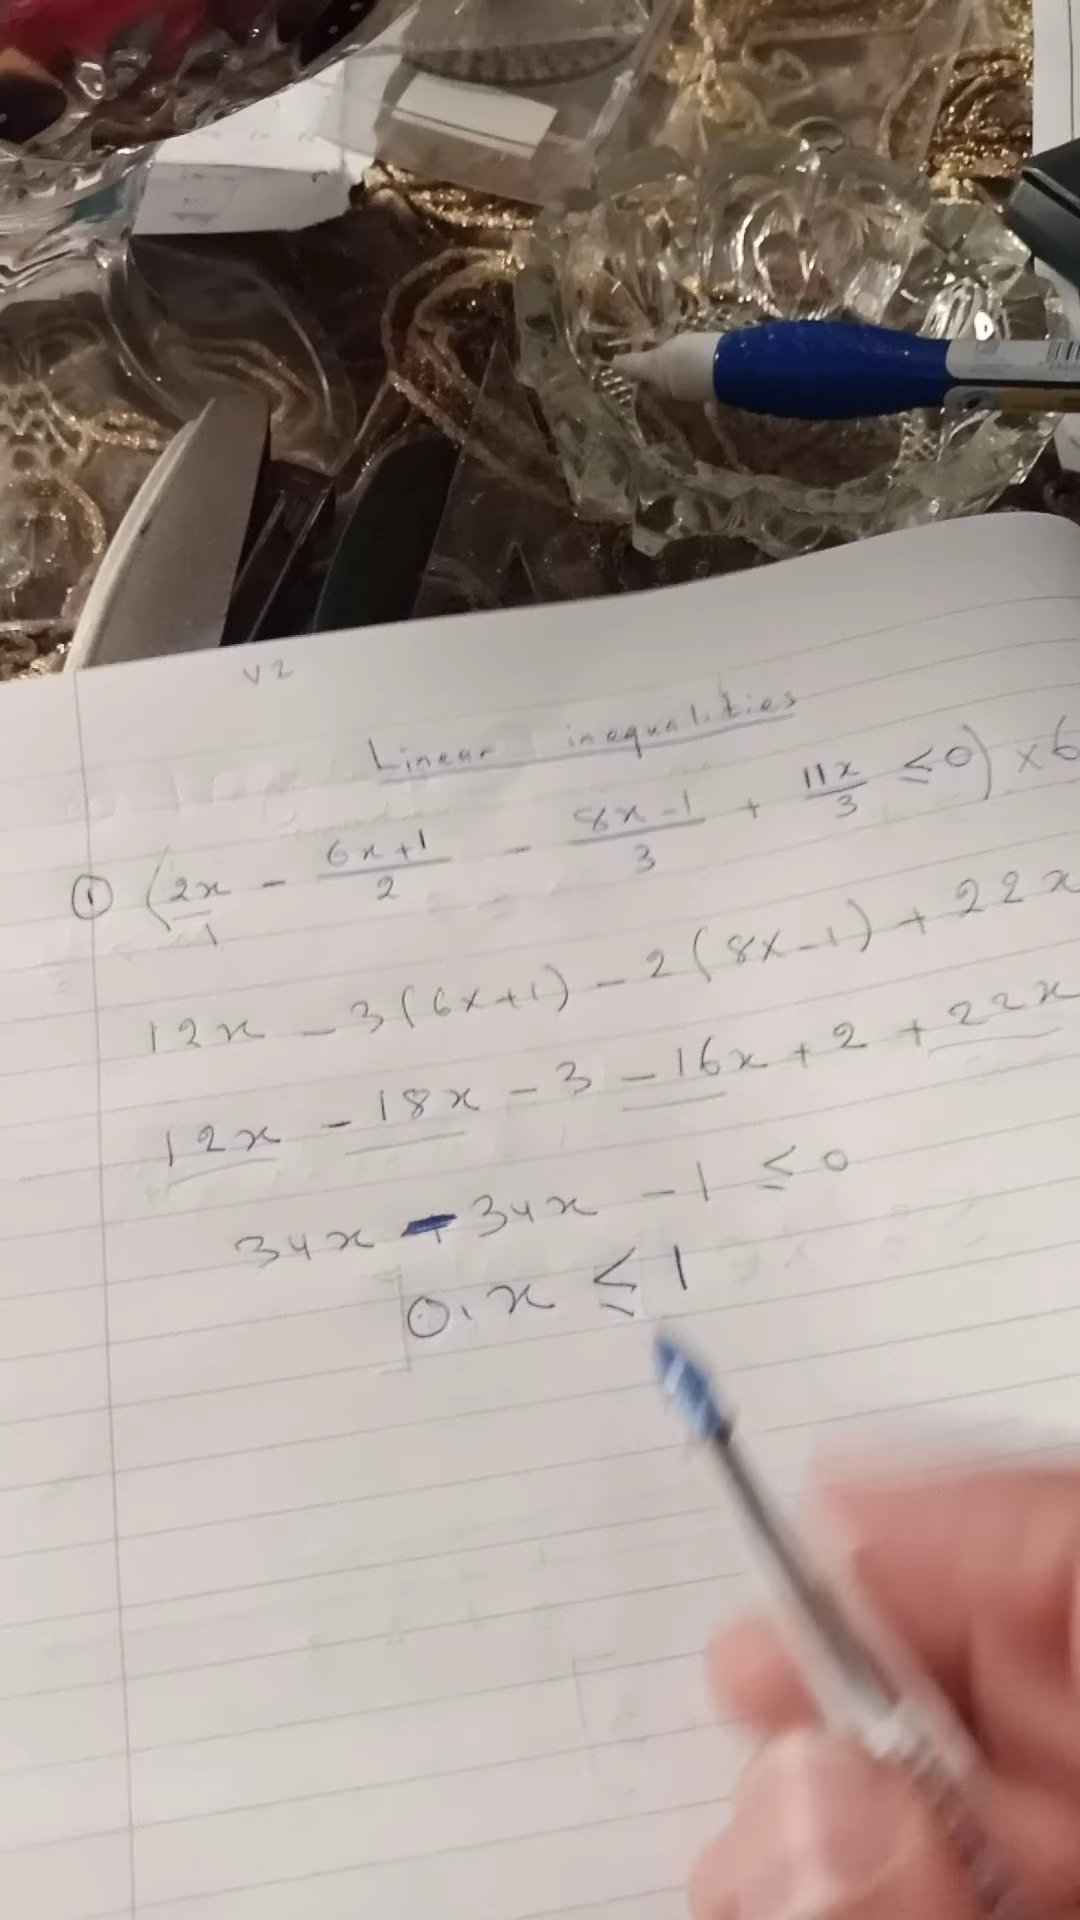 V2
Linear inequalities
① (2x/1 - 6x+1/2 - 8x-1/3 + 11x/3 ≤0) ×6
12x - 3(6x+1) - 2(8x-1) + 22x
12x - 18x - 3 - 16x + 2 + 22x
34x - 34x - 1 ≤ 0
0.x ≤ 1